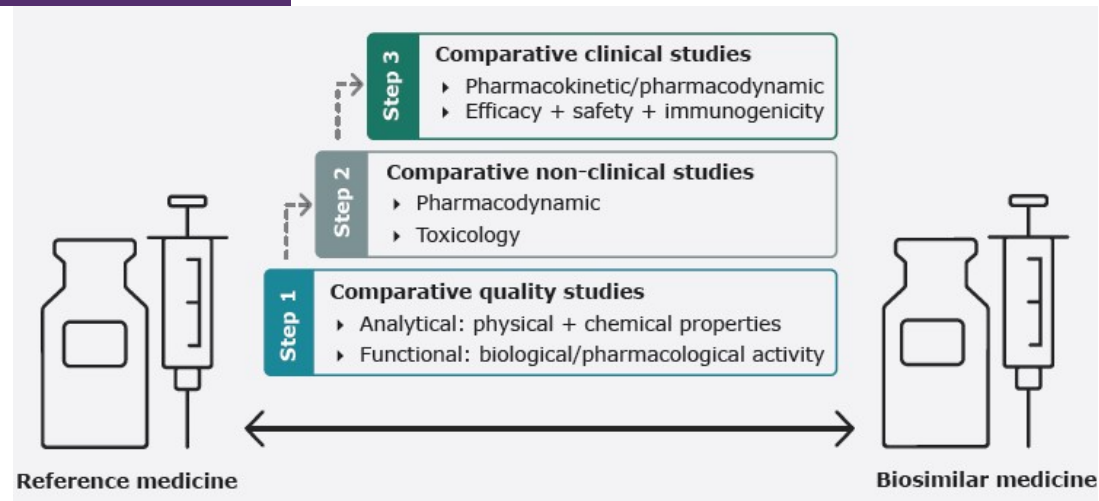 Step 3
Comparative clinical studies
‣ Pharmacokinetic/pharmacodynamic
‣ Efficacy + safety + immunogenicity
Step 2
Comparative non-clinical studies
‣ Pharmacodynamic
‣ Toxicology
Step 1
Comparative quality studies
‣ Analytical: physical + chemical properties
‣ Functional: biological/pharmacological activity
Reference medicine
Biosimilar medicine